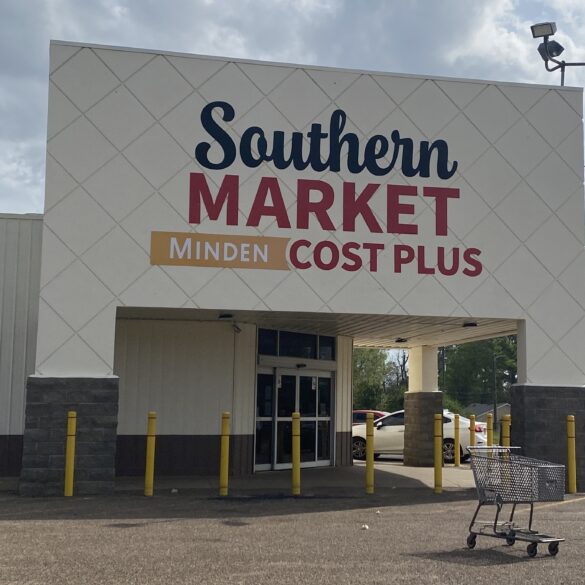 Southern
MARKET
MINDEN COST PLUS